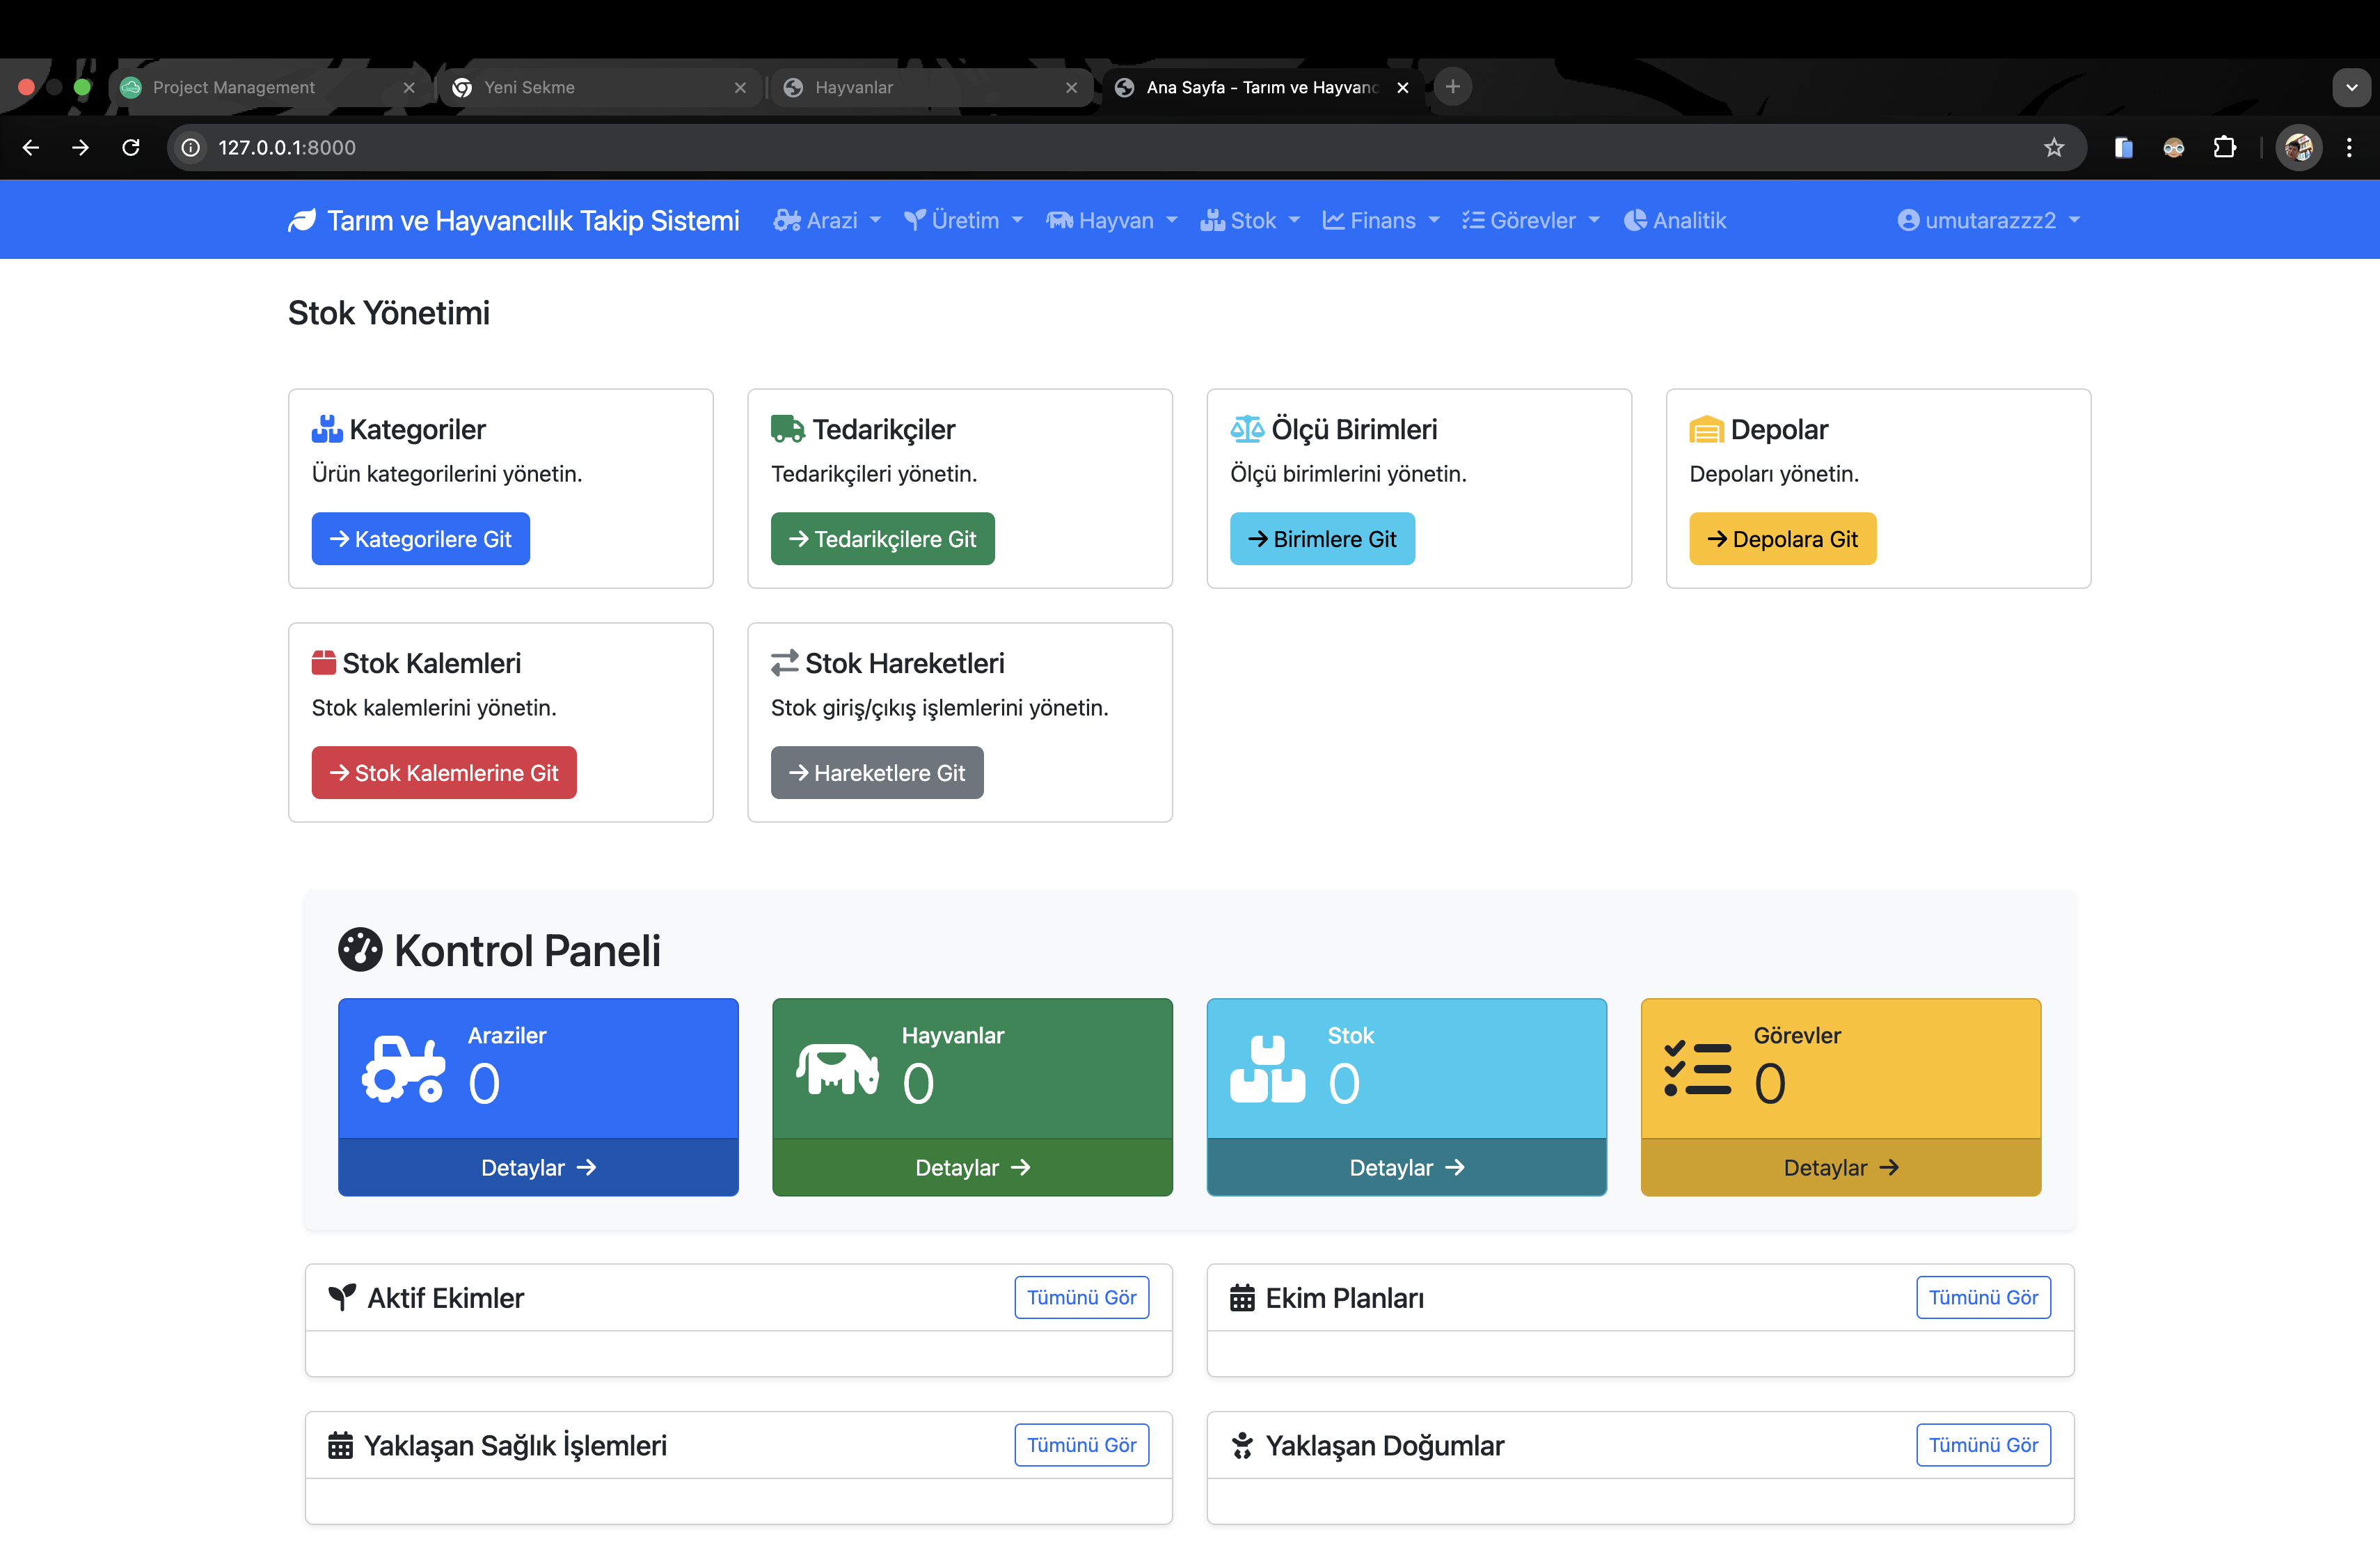 Project Management
Yeni Sekme
Hayvanlar
Ana Sayfa - Tarım ve Hayvanc
127.0.0.1:8000
Tarım ve Hayvancılık Takip Sistemi
Arazi
Üretim
Hayvan
Stok
Finans
Görevler
Analitik
umutarazzz2
Stok Yönetimi
Kategoriler
Ürün kategorilerini yönetin.
Kategorilere Git
Tedarikçiler
Tedarikçileri yönetin.
Tedarikçilere Git
Ölçü Birimleri
Ölçü birimlerini yönetin.
Birimlere Git
Depolar
Depoları yönetin.
Depolara Git
Stok Kalemleri
Stok kalemlerini yönetin.
Stok Kalemlerine Git
Stok Hareketleri
Stok giriş/çıkış işlemlerini yönetin.
Hareketlere Git
Kontrol Paneli
Araziler
0
Detaylar
Hayvanlar
0
Detaylar
Stok
0
Detaylar
Görevler
0
Detaylar
Aktif Ekimler
Tümünü Gör
Ekim Planları
Tümünü Gör
Yaklaşan Sağlık İşlemleri
Tümünü Gör
Yaklaşan Doğumlar
Tümünü Gör